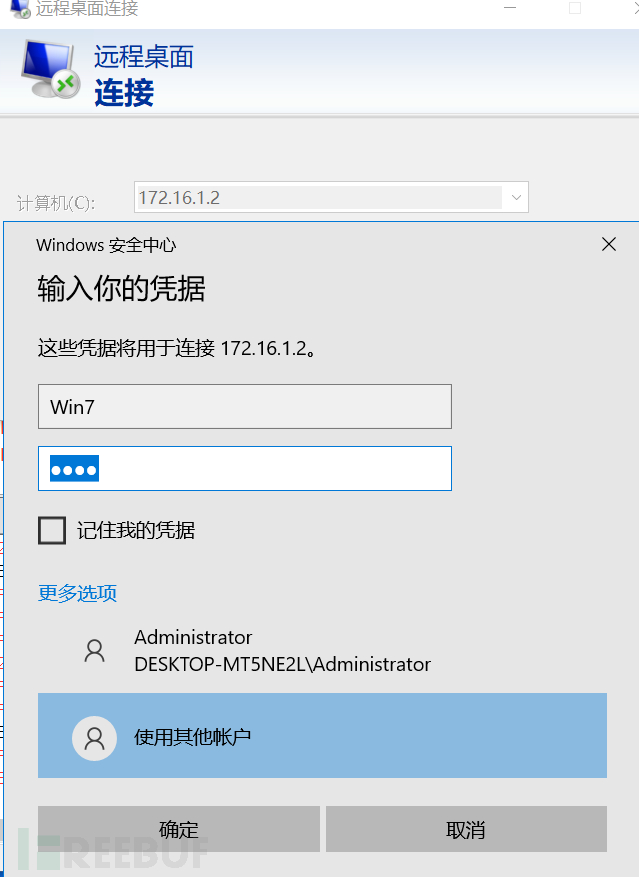 远程桌面连接
远程桌面
连接
计算机(C):
172.16.1.2
Windows 安全中心
输入你的凭据
这些凭据将用于连接 172.16.1.2。
Win7
记住我的凭据
更多选项
Administrator
DESKTOP-MT5NE2L\Administrator
使用其他帐户
确定
取消
FREEBUF